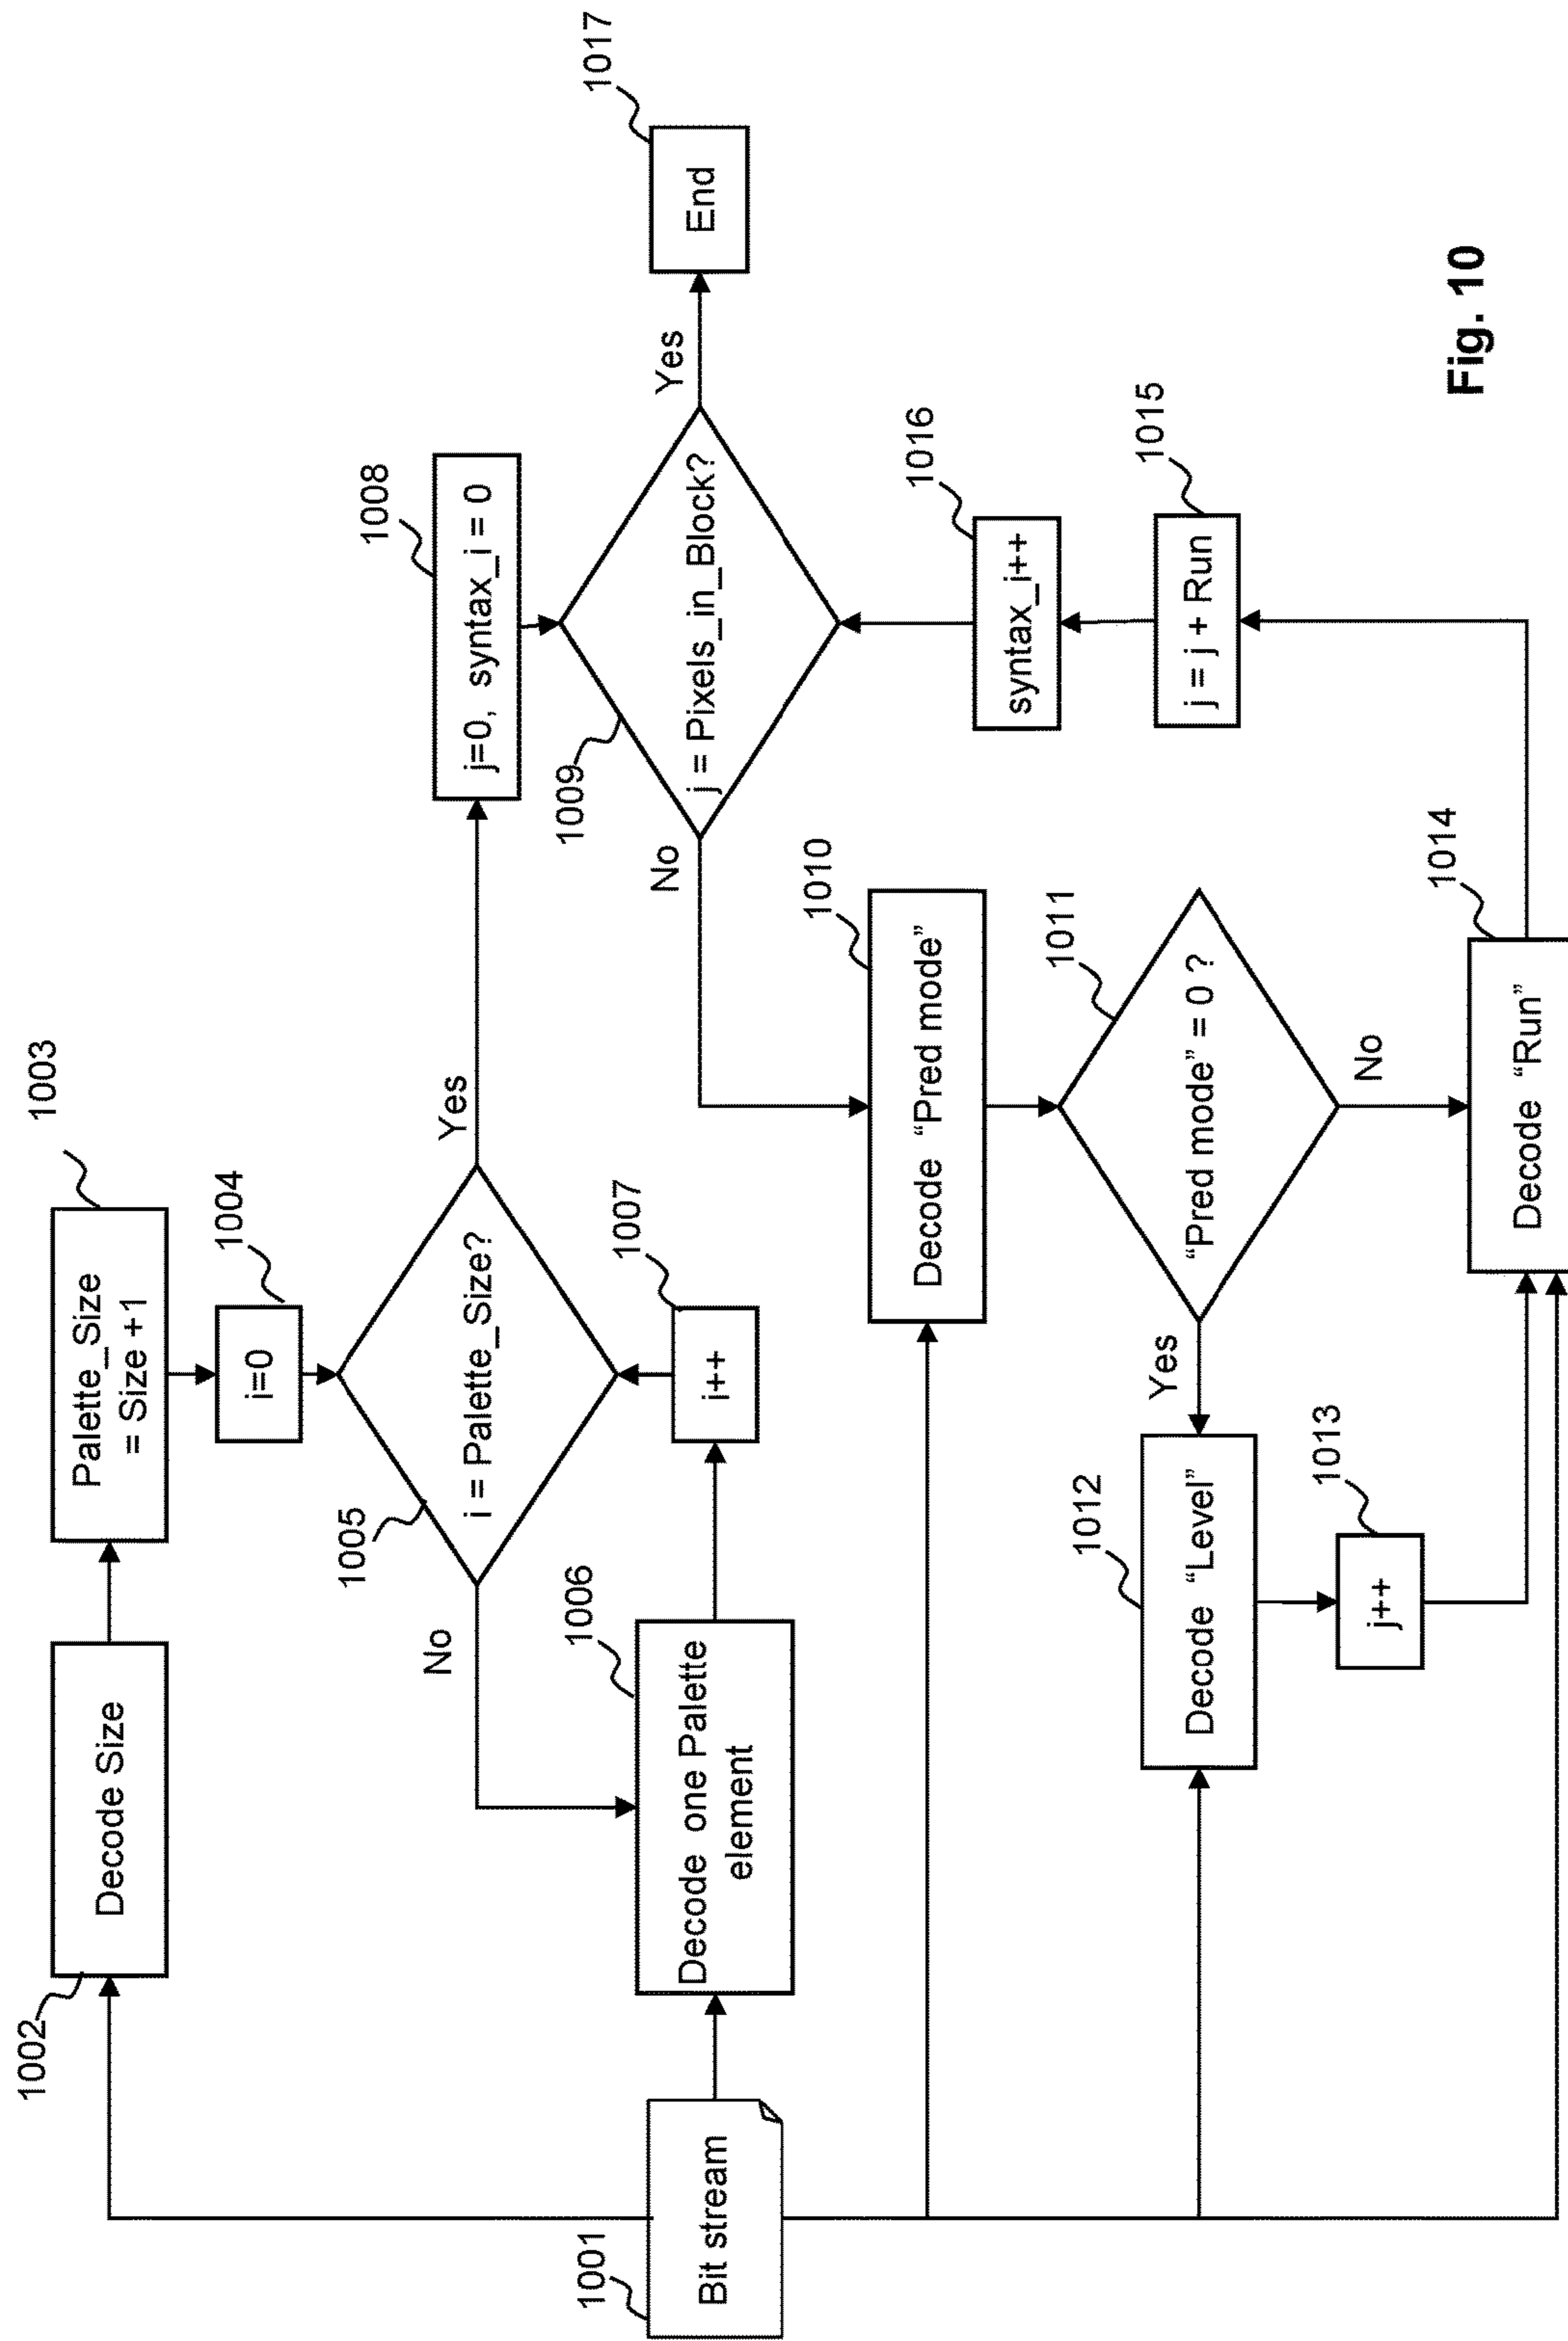 1002
Decode Size
1003
Palette_Size
= Size +1
1004
i=0
1005
i = Palette_Size?
Yes
No
1006
Decode one Palette
element
1007
i++
1001
Bit stream
1008
j=0, syntax_i = 0
1009
j = Pixels_in_Block?
Yes
1017
End
No
1010
Decode “Pred mode”
1011
“Pred mode” = 0 ?
Yes
No
1012
Decode “Level”
1013
j++
1014
Decode “Run”
1015
j = j + Run
1016
syntax_i++
Fig. 10